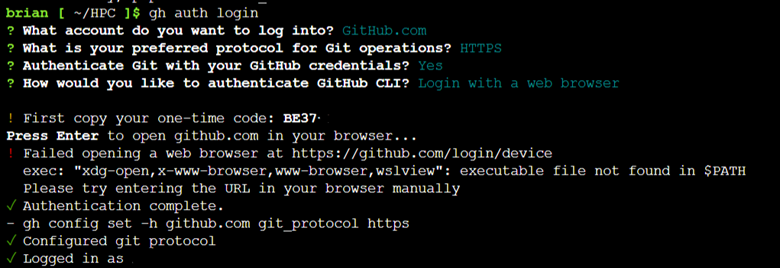 brian [ ~/HPC ]$ gh auth login
? What account do you want to log into? GitHub.com
? What is your preferred protocol for Git operations? HTTPS
? Authenticate Git with your GitHub credentials? Yes
? How would you like to authenticate GitHub CLI? Login with a web browser
! First copy your one-time code: BE37-
Press Enter to open github.com in your browser...
! Failed opening a web browser at https://github.com/login/device
exec: "xdg-open,x-www-browser,www-browser,wslview": executable file not found in $PATH
Please try entering the URL in your browser manually
✓ Authentication complete.
- gh config set -h github.com git_protocol https
✓ Configured git protocol
✓ Logged in as